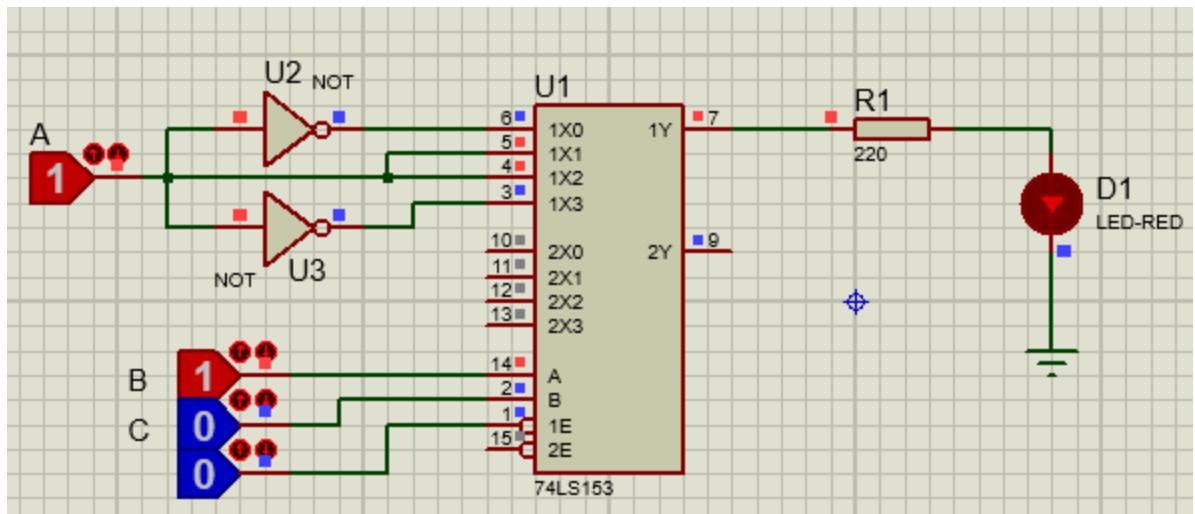 A
1
U2 NOT
NOT U3
B
1
C
0
0
U1
6 1X0
5 1X1
4 1X2
3 1X3
10 2X0
11 2X1
12 2X2
13 2X3
14 A
2 B
1 1E
15 2E
1Y 7
2Y 9
74LS153
R1
220
D1
LED-RED